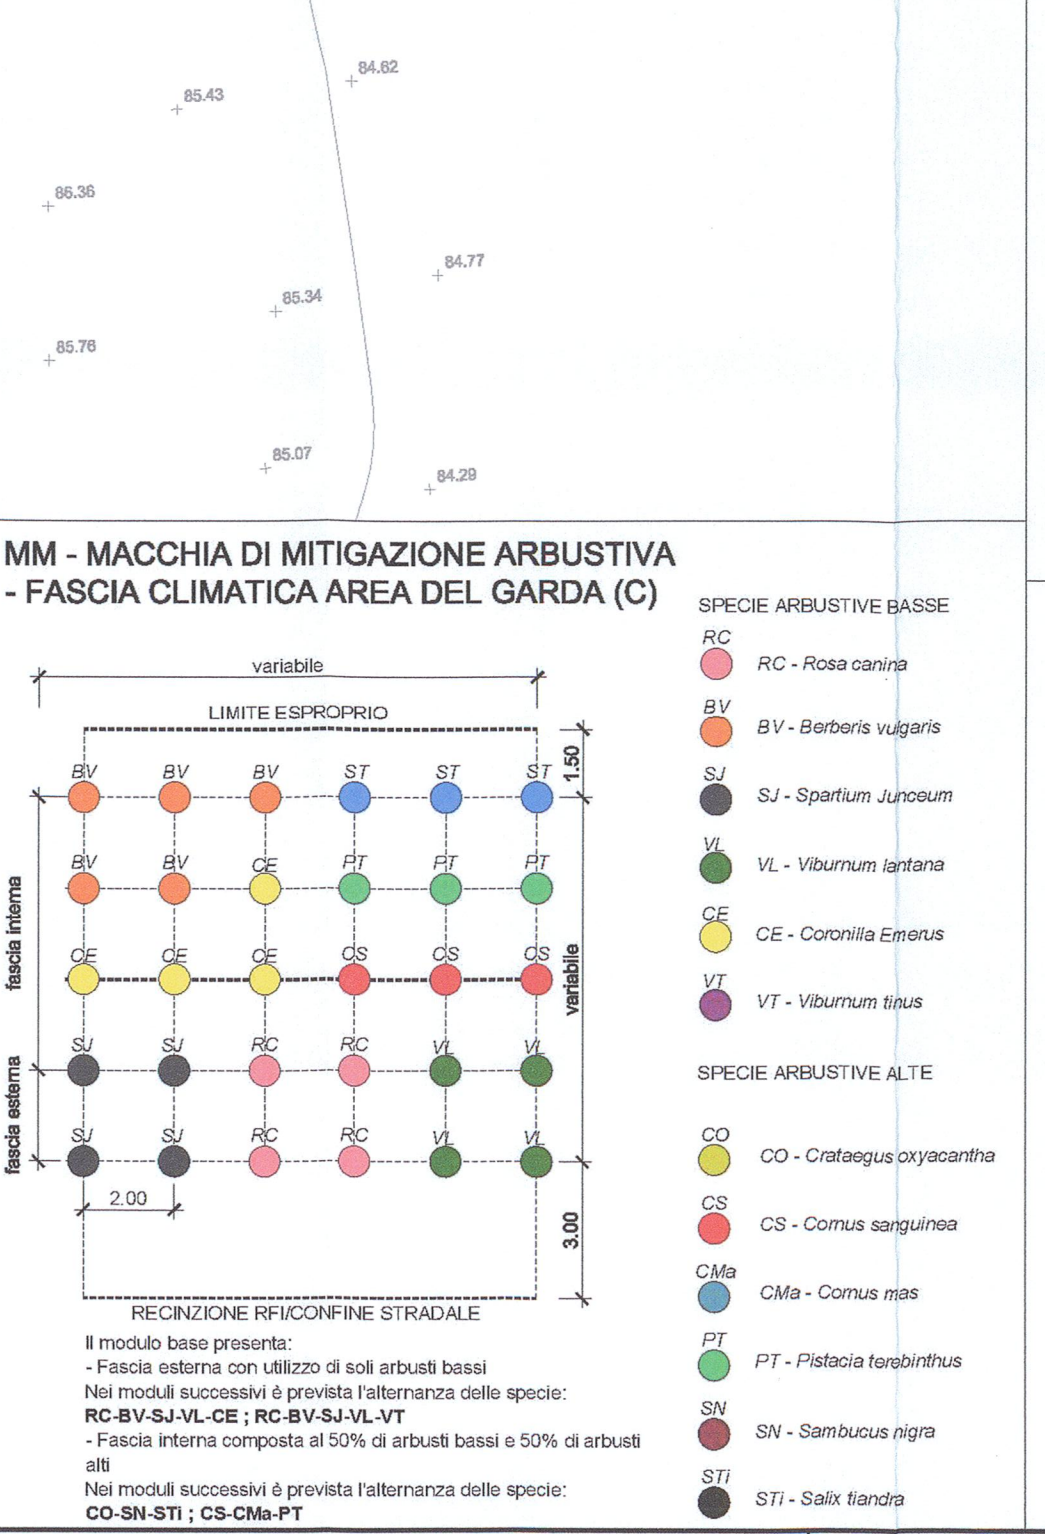 84.62
85.43
86.36
84.77
85.34
85.76
85.07
84.29
MM - MACCHIA DI MITIGAZIONE ARBUSTIVA
- FASCIA CLIMATICA AREA DEL GARDA (C)
variabile
LIMITE ESPROPRIO
1.50
BV BV BV ST ST ST
BV BV CE PT PT PT
CE CE CE CS CS CS
SJ SJ RC RC VL VL
SJ SJ RC RC VL VL
fascia interna
fascia esterna
variabile
2.00
3.00
RECINZIONE RFI/CONFINE STRADALE
Il modulo base presenta:
- Fascia esterna con utilizzo di soli arbusti bassi
Nei moduli successivi è prevista l'alternanza delle specie:
RC-BV-SJ-VL-CE ; RC-BV-SJ-VL-VT
- Fascia interna composta al 50% di arbusti bassi e 50% di arbusti
alti
Nei moduli successivi è prevista l'alternanza delle specie:
CO-SN-STi ; CS-CMa-PT
SPECIE ARBUSTIVE BASSE
RC
RC - Rosa canina
BV
BV - Berberis vulgaris
SJ
SJ - Spartium Junceum
VL
VL - Viburnum lantana
CE
CE - Coronilla Emerus
VT
VT - Viburnum tinus
SPECIE ARBUSTIVE ALTE
CO
CO - Crataegus oxyacantha
CS
CS - Cornus sanguinea
CMa
CMa - Cornus mas
PT
PT - Pistacia terebinthus
SN
SN - Sambucus nigra
STi
STi - Salix tiandra